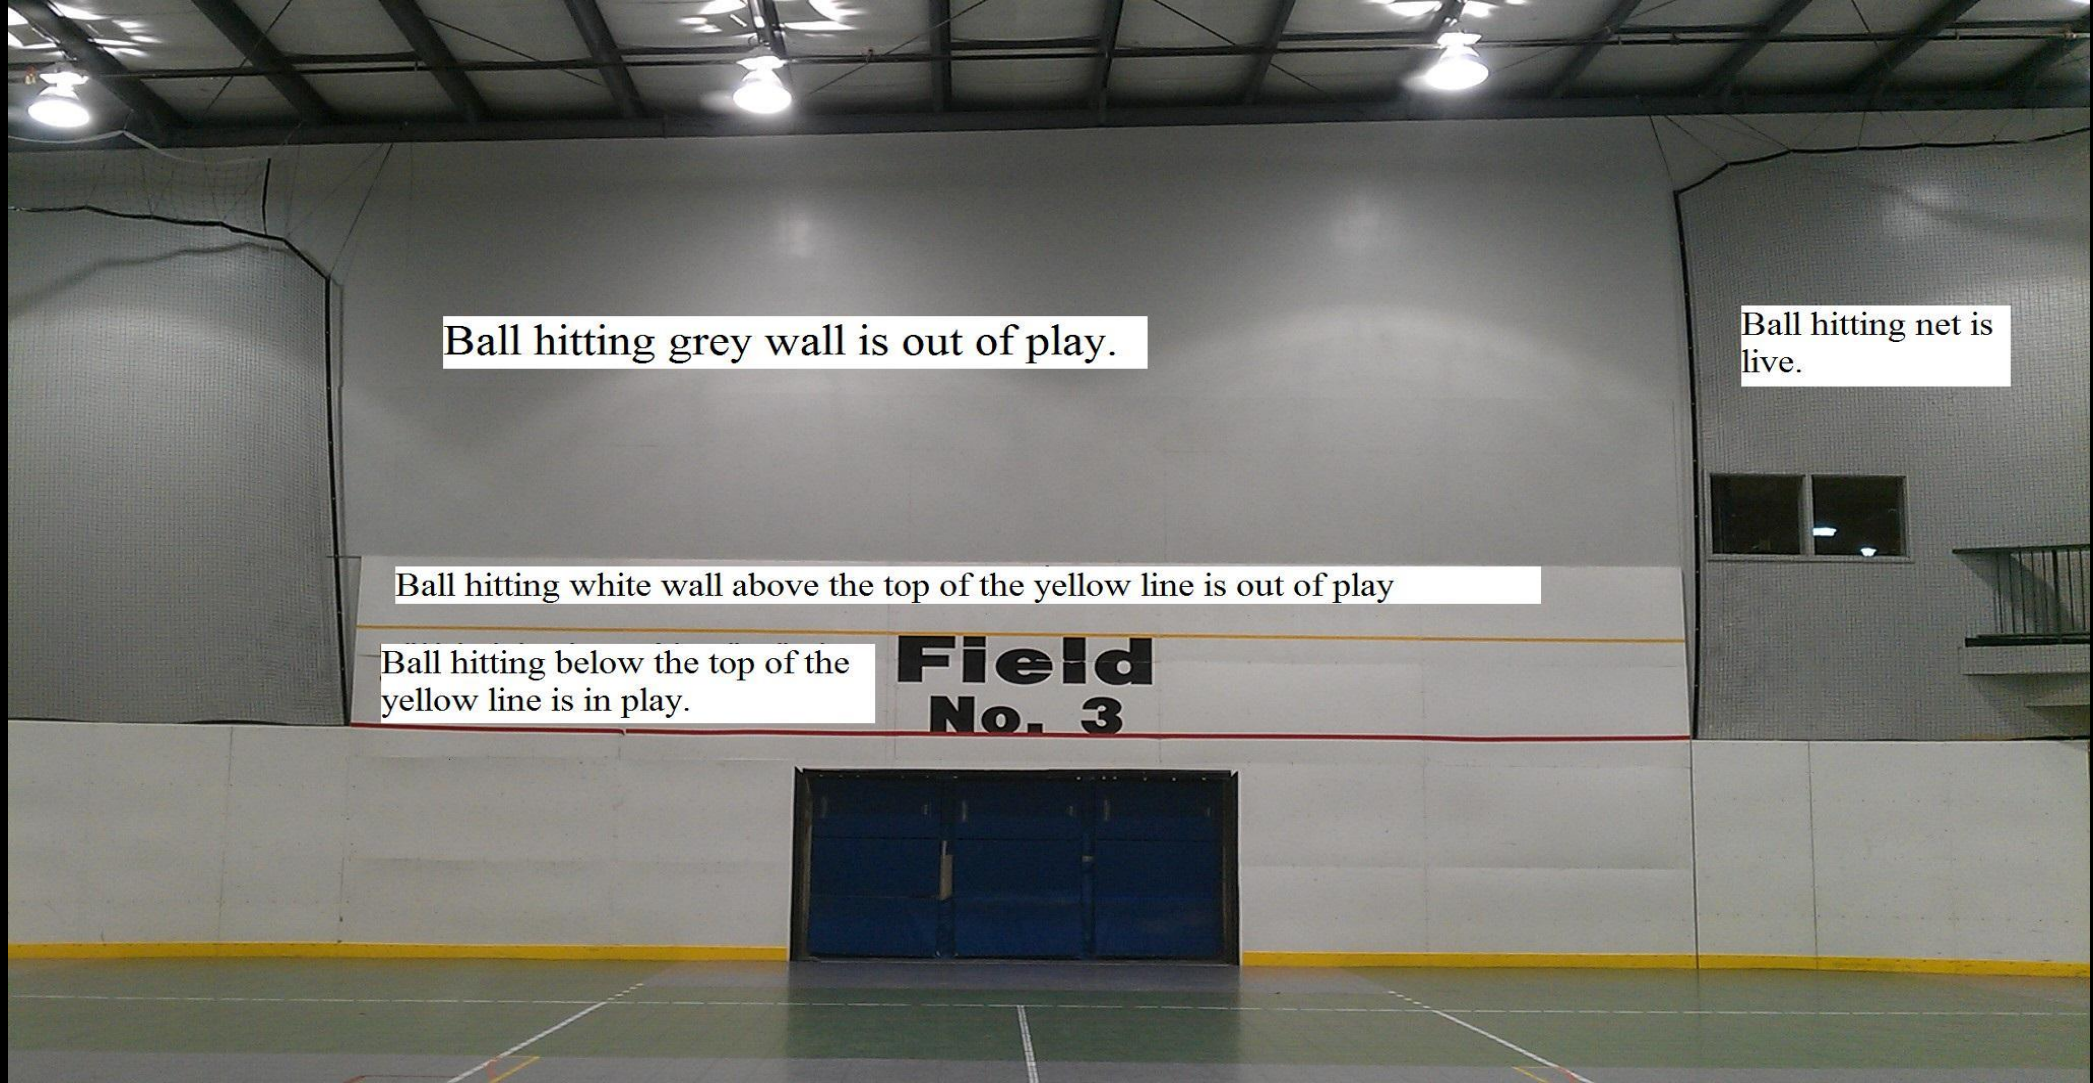 Ball hitting grey wall is out of play.
Ball hitting net is
live.
Ball hitting white wall above the top of the yellow line is out of play
Ball hitting below the top of the
yellow line is in play.
Field
No. 3